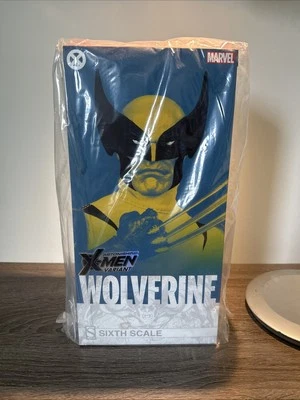 MARVEL
X-MEN
VARIANT
WOLVERINE
S SIXTH SCALE